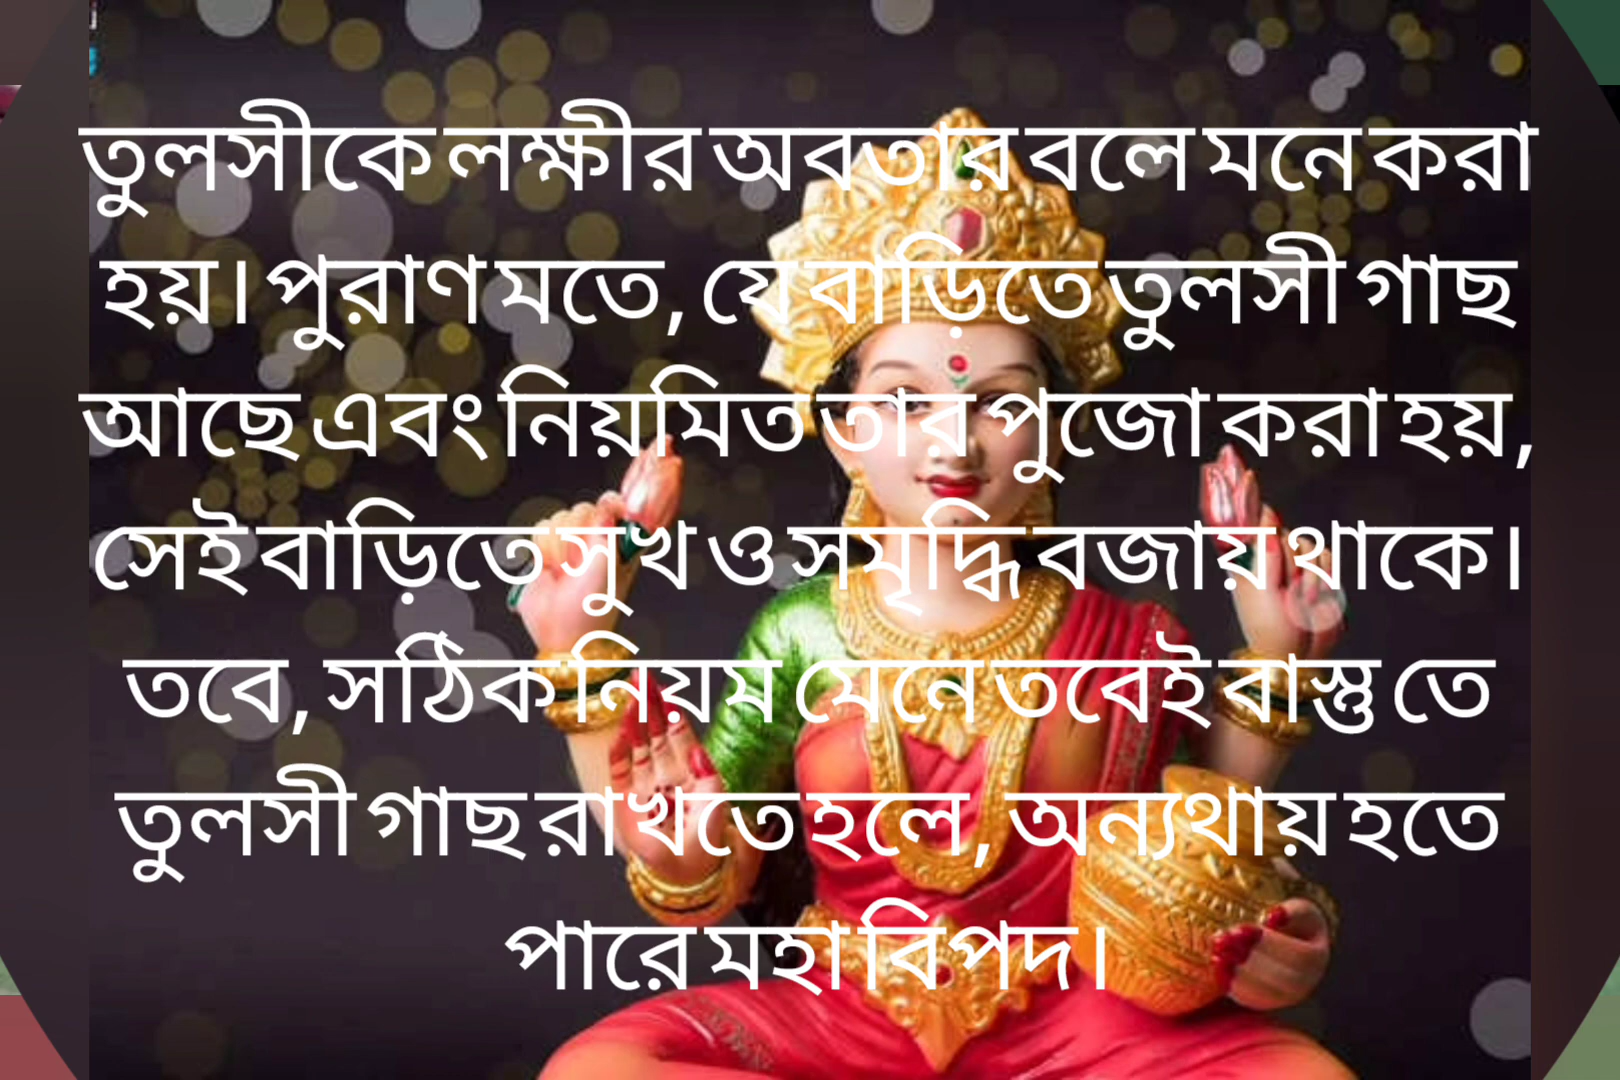 তুলসীকে লক্ষীর অবতার বলে মনে করা
হয়। পুরাণ মতে, যে বাড়িতে তুলসী গাছ
আছে এবং নিয়মিত তার পুজো করা হয়,
সেই বাড়িতে সুখ ও সমৃদ্ধি বজায় থাকে।
তবে, সঠিক নিয়ম মেনে তবেই বাস্তু তে
তুলসী গাছ রাখতে হলে, অন্যথায় হতে
পারে মহা বিপদ।